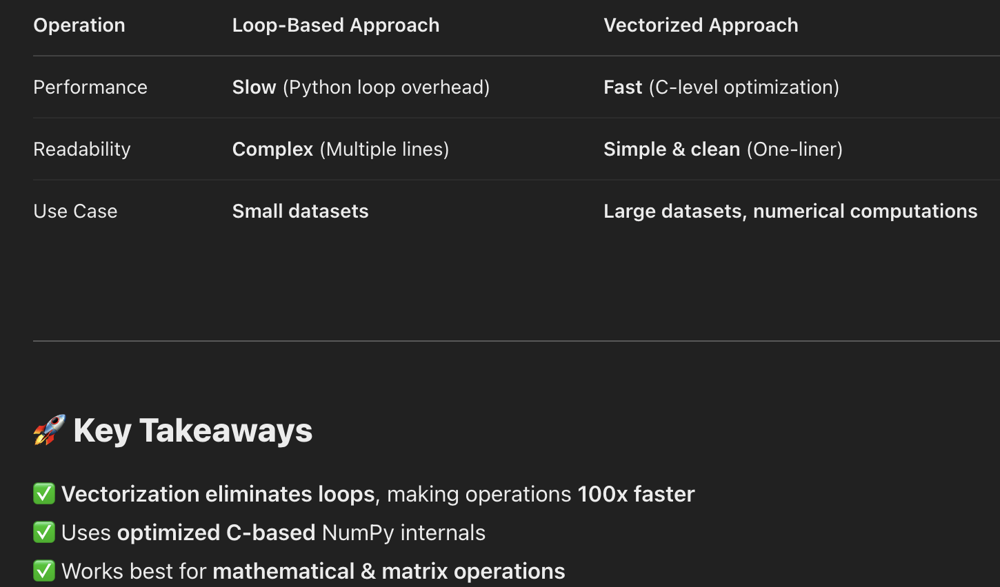 Operation Loop-Based Approach Vectorized Approach
Performance Slow (Python loop overhead) Fast (C-level optimization)
Readability Complex (Multiple lines) Simple & clean (One-liner)
Use Case Small datasets Large datasets, numerical computations
🚀 Key Takeaways
✅ Vectorization eliminates loops, making operations 100x faster
✅ Uses optimized C-based NumPy internals
✅ Works best for mathematical & matrix operations